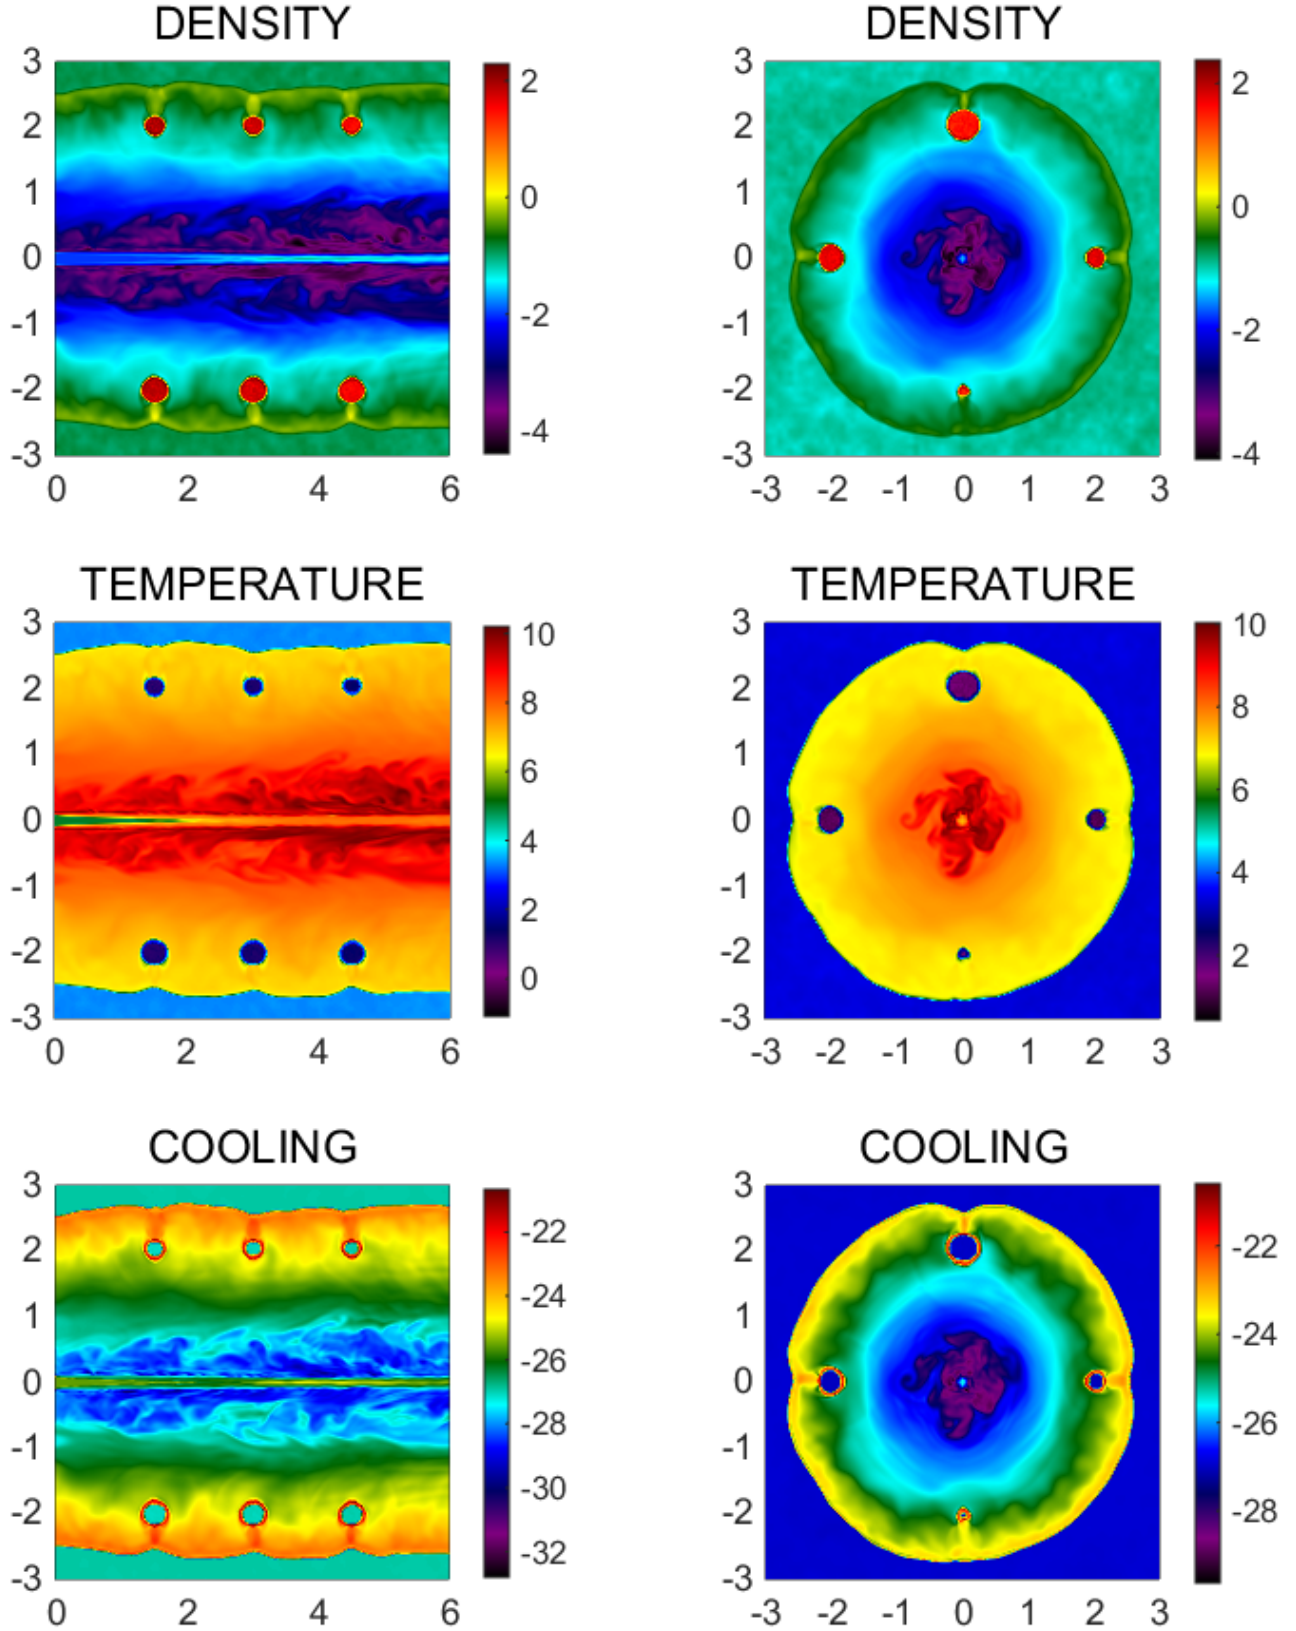 DENSITY DENSITY
3 2 3 2
2 2
1 0 1 0
0 0
-1 -2 -1 -2
-2 -2
-3 -4 -3 -4
0 2 4 6 -3 -2 -1 0 1 2 3
TEMPERATURE TEMPERATURE
3 10 3 10
2 8 2 8
1 6 1 6
0 4 0 4
-1 2 -1 2
-2 0 -2
-3 -3
0 2 4 6 -3 -2 -1 0 1 2 3
COOLING COOLING
3 -22 3 -22
2 -24 2
1 -26 1 -24
0 -28 0 -26
-1 -30 -1
-2 -32 -2 -28
-3 -3
0 2 4 6 -3 -2 -1 0 1 2 3